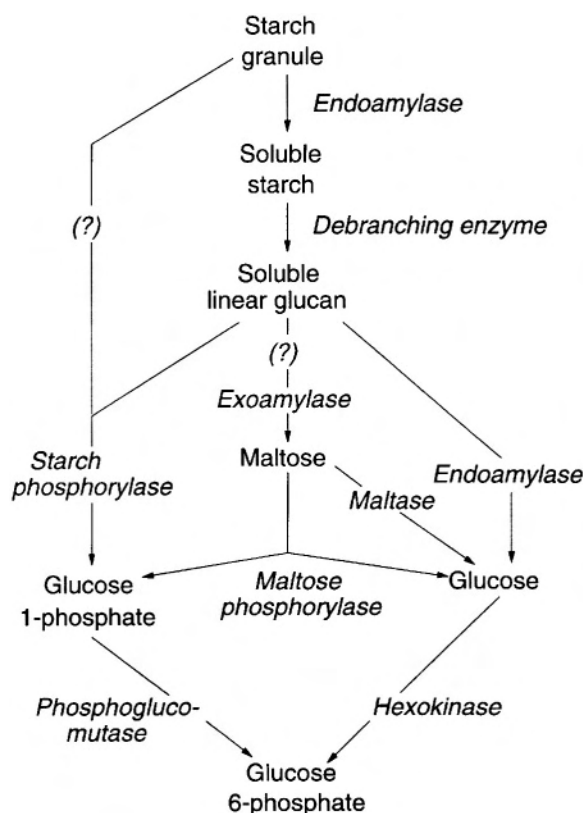 Starch
granule
Endoamylase
Soluble
starch
(?)
Debranching enzyme
Soluble
linear glucan
(?)
Exoamylase
Starch
phosphorylase
Maltose
Endoamylase
Maltase
Glucose
1-phosphate
Maltose
phosphorylase
Glucose
Phosphogluco-
mutase
Hexokinase
Glucose
6-phosphate